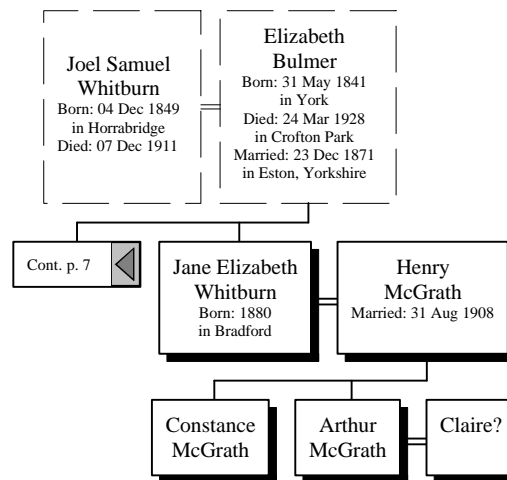 Joel Samuel
Whitburn
Born: 04 Dec 1849
in Horrabridge
Died: 07 Dec 1911
Elizabeth
Bulmer
Born: 31 May 1841
in York
Died: 24 Mar 1928
in Crofton Park
Married: 23 Dec 1871
in Eston, Yorkshire
Cont. p. 7
Jane Elizabeth
Whitburn
Born: 1880
in Bradford
Henry
McGrath
Married: 31 Aug 1908
Constance
McGrath
Arthur
McGrath
Claire?